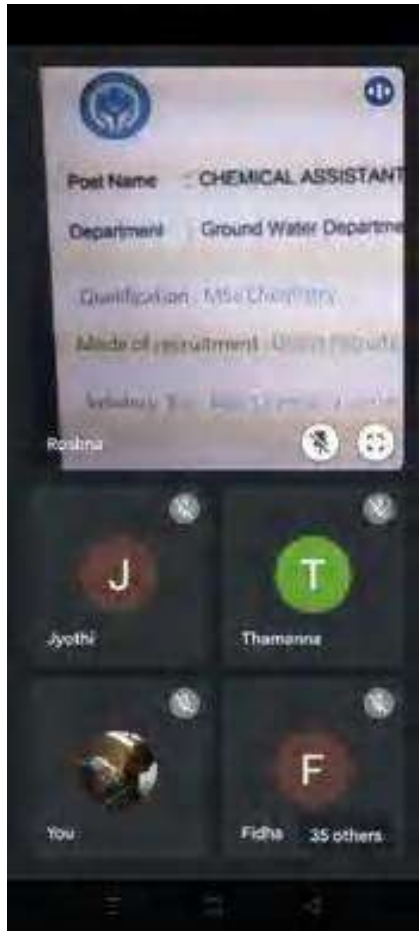 Post Name : CHEMICAL ASSISTANT
Department : Ground Water Departme
Qualification : MSc Chemistry
Mode of recruitment :
Roshna
J
T
Jyothi
Thamanna
F
You
Fidha
35 others